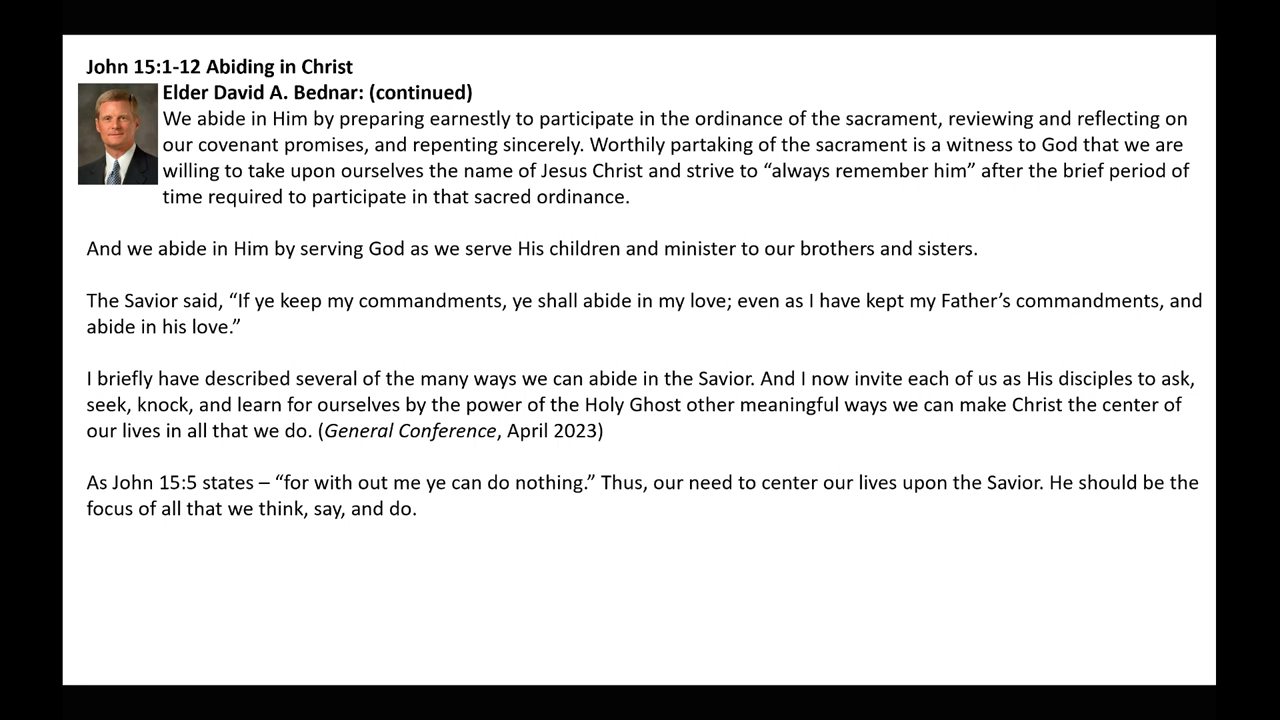 John 15:1-12 Abiding in Christ
Elder David A. Bednar: (continued)
We abide in Him by preparing earnestly to participate in the ordinance of the sacrament, reviewing and reflecting on
our covenant promises, and repenting sincerely. Worthily partaking of the sacrament is a witness to God that we are
willing to take upon ourselves the name of Jesus Christ and strive to “always remember him” after the brief period of
time required to participate in that sacred ordinance.
And we abide in Him by serving God as we serve His children and minister to our brothers and sisters.
The Savior said, “If ye keep my commandments, ye shall abide in my love; even as I have kept my Father’s commandments, and
abide in his love.”
I briefly have described several of the many ways we can abide in the Savior. And I now invite each of us as His disciples to ask,
seek, knock, and learn for ourselves by the power of the Holy Ghost other meaningful ways we can make Christ the center of
our lives in all that we do. (General Conference, April 2023)
As John 15:5 states – “for with out me ye can do nothing.” Thus, our need to center our lives upon the Savior. He should be the
focus of all that we think, say, and do.